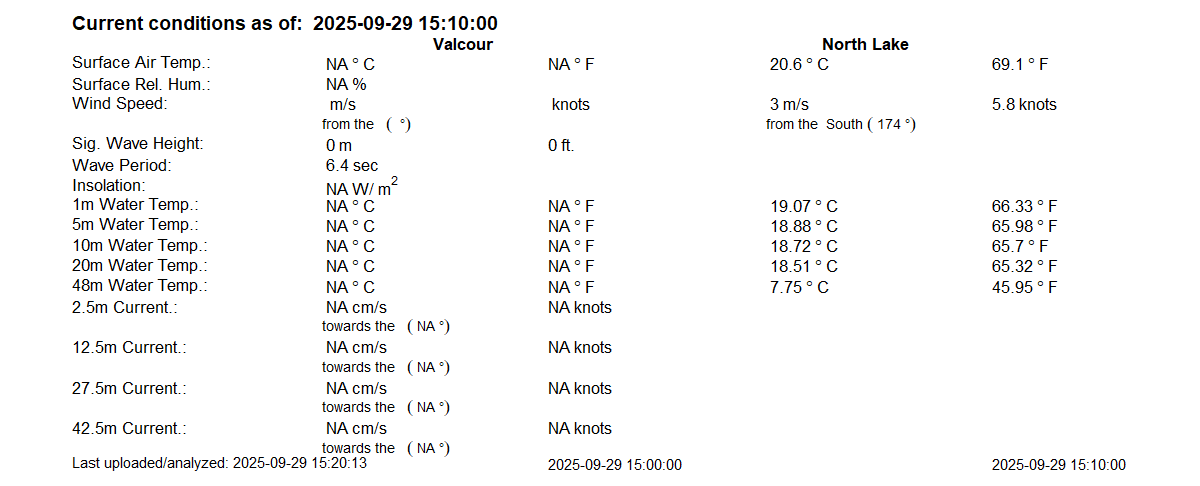 Current conditions as of: 2025-09-29 15:10:00
Valcour North Lake
Surface Air Temp.: NA ° C NA ° F 20.6 ° C 69.1 ° F
Surface Rel. Hum.: NA %
Wind Speed: m/s knots 3 m/s 5.8 knots
from the ( °) from the South ( 174 °)
Sig. Wave Height: 0 m 0 ft.
Wave Period: 6.4 sec
Insolation: NA W/ m2
1m Water Temp.: NA ° C NA ° F 19.07 ° C 66.33 ° F
5m Water Temp.: NA ° C NA ° F 18.88 ° C 65.98 ° F
10m Water Temp.: NA ° C NA ° F 18.72 ° C 65.7 ° F
20m Water Temp.: NA ° C NA ° F 18.51 ° C 65.32 ° F
48m Water Temp.: NA ° C NA ° F 7.75 ° C 45.95 ° F
2.5m Current.: NA cm/s NA knots
towards the ( NA °)
12.5m Current.: NA cm/s NA knots
towards the ( NA °)
27.5m Current.: NA cm/s NA knots
towards the ( NA °)
42.5m Current.: NA cm/s NA knots
towards the ( NA °)
Last uploaded/analyzed: 2025-09-29 15:20:13 2025-09-29 15:00:00 2025-09-29 15:10:00